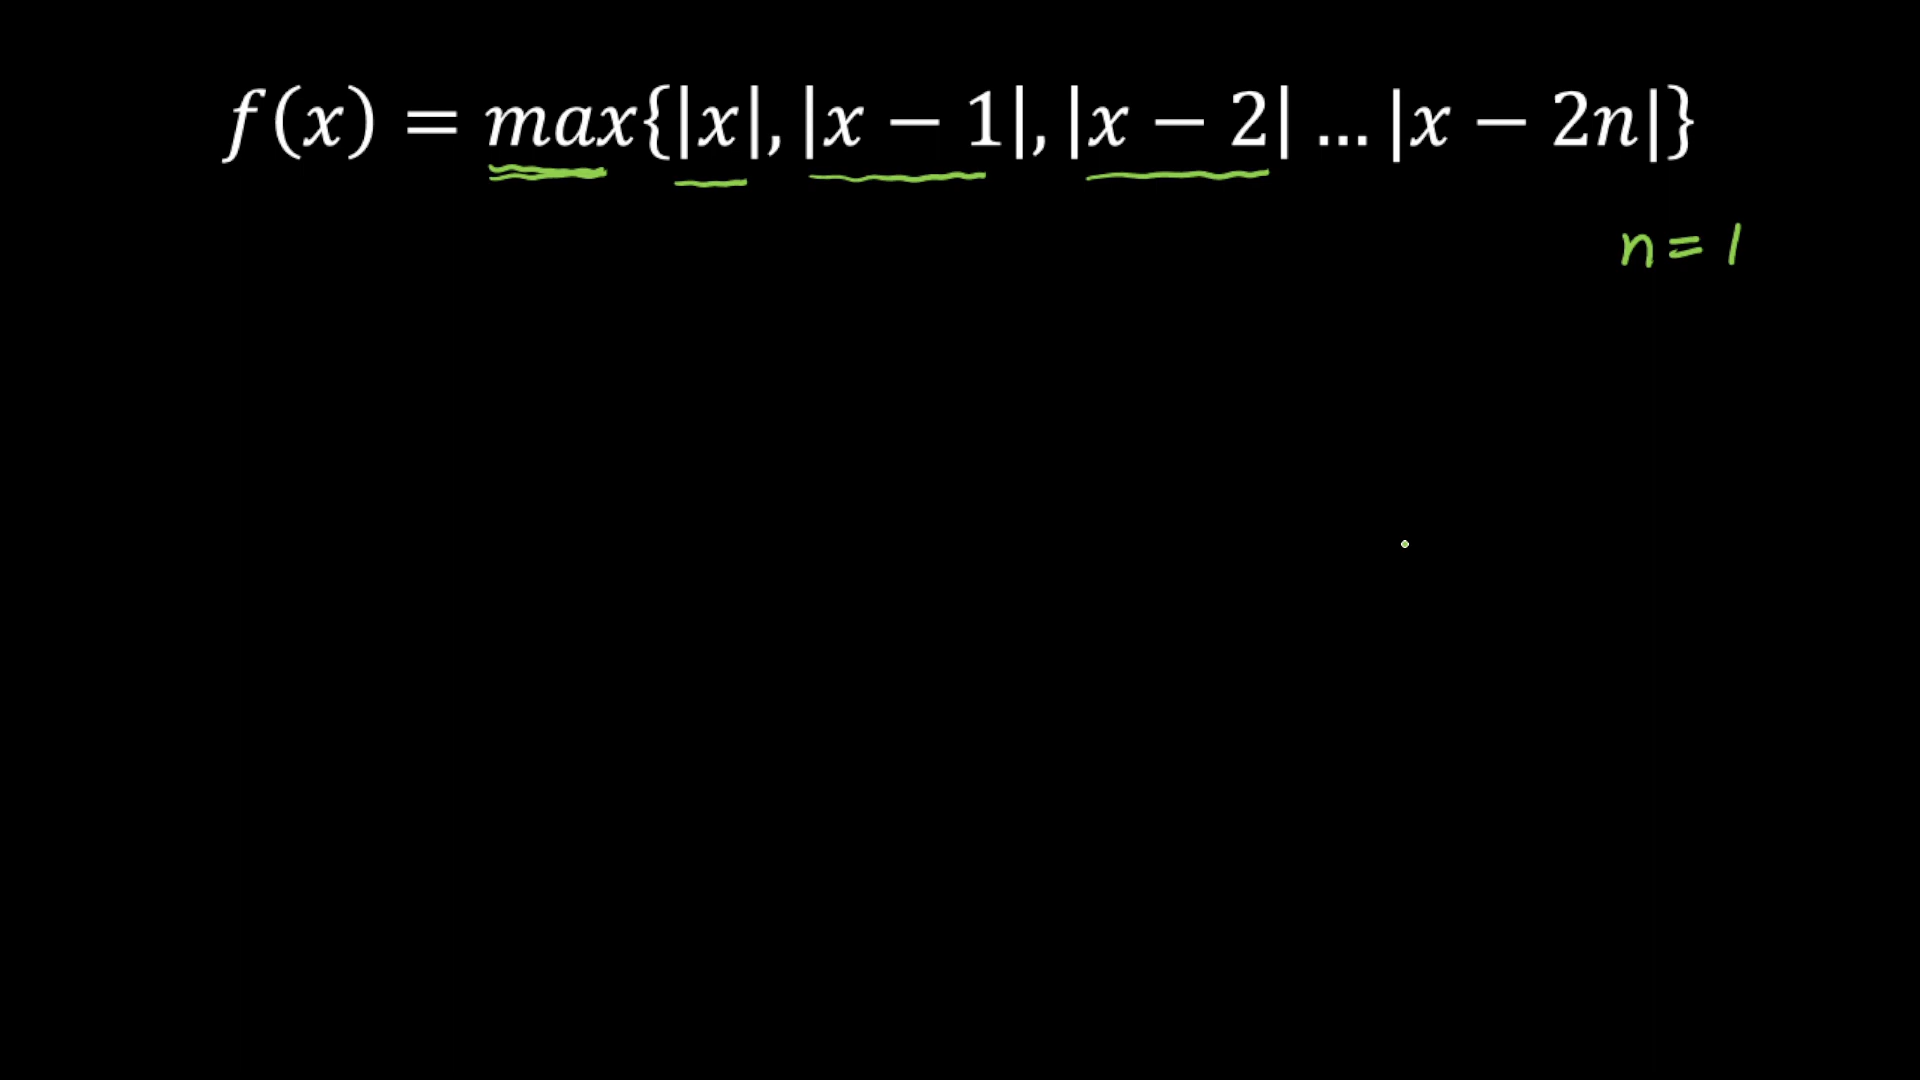 f(x) = max{|x|, |x − 1|, |x − 2| ... |x − 2n|}
n = 1